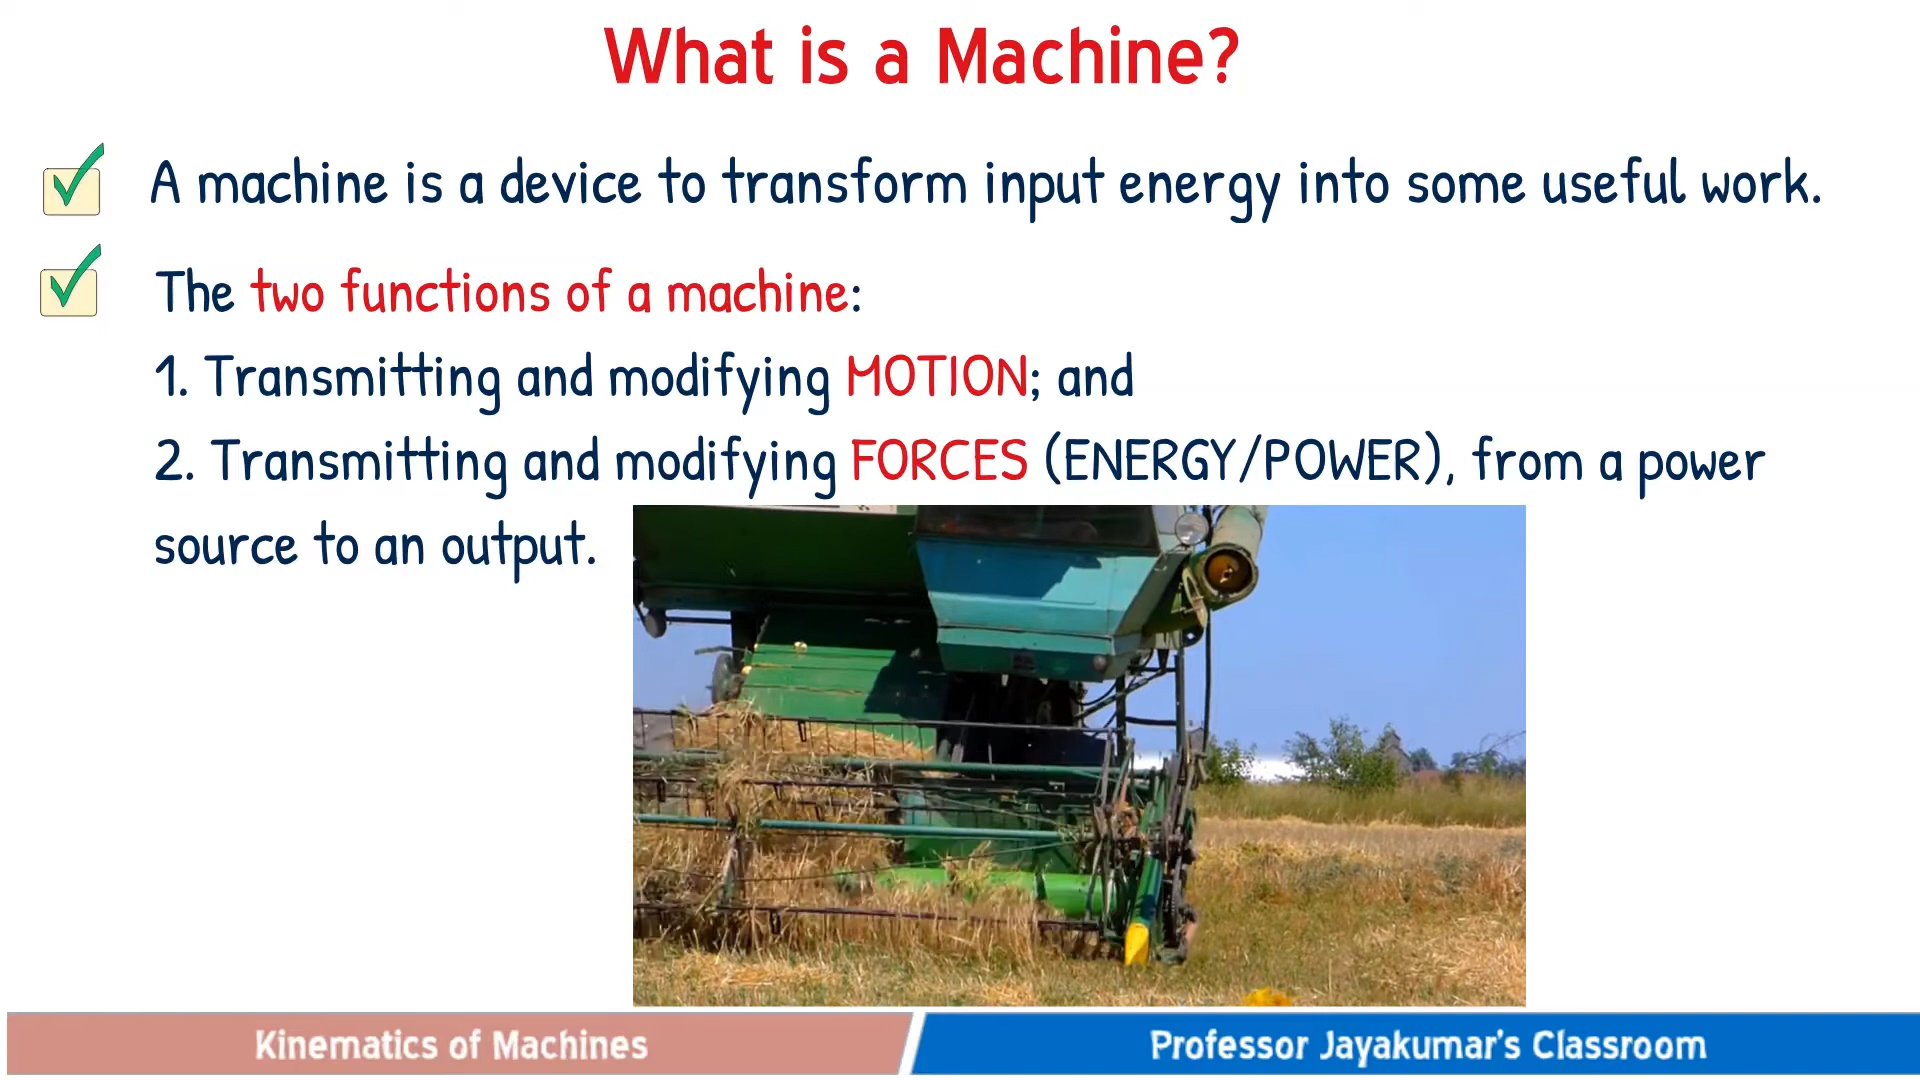 What is a Machine?
A machine is a device to transform input energy into some useful work.
The two functions of a machine:
1. Transmitting and modifying MOTION; and
2. Transmitting and modifying FORCES (ENERGY/POWER), from a power
source to an output.
Kinematics of Machines
Professor Jayakumar's Classroom